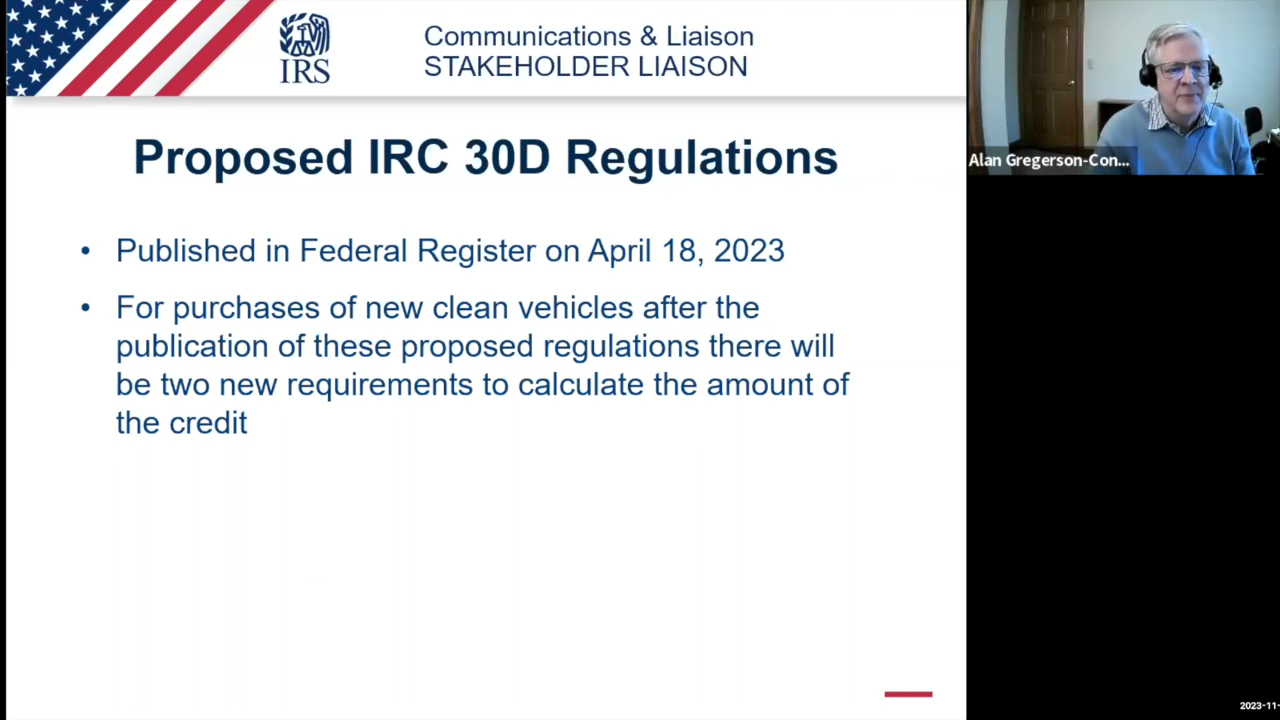 IRS
Communications & Liaison
STAKEHOLDER LIAISON
Proposed IRC 30D Regulations
• Published in Federal Register on April 18, 2023
• For purchases of new clean vehicles after the
publication of these proposed regulations there will
be two new requirements to calculate the amount of
the credit
Alan Gregerson-Con...
2023-11-